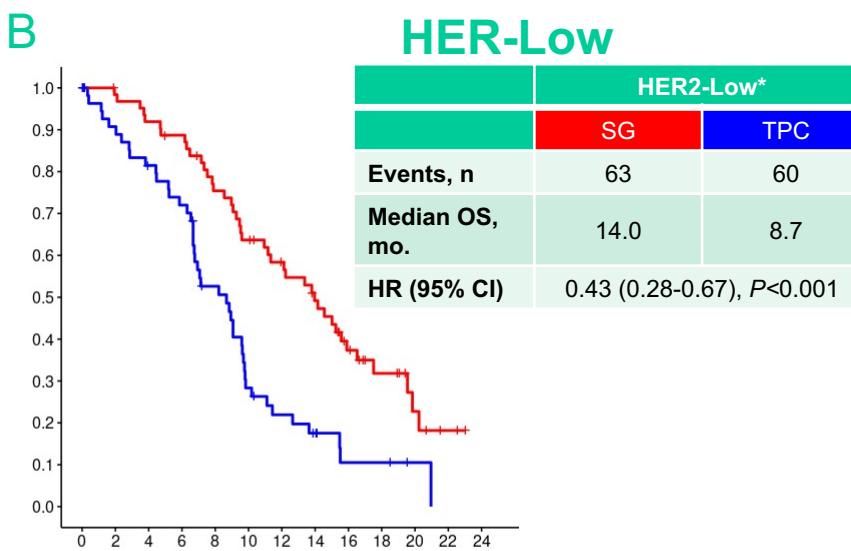 B
HER-Low
HER2-Low*
SG TPC
Events, n 63 60
Median OS,
mo. 14.0 8.7
HR (95% CI) 0.43 (0.28-0.67), P<0.001
1.0
0.9
0.8
0.7
0.6
0.5
0.4
0.3
0.2
0.1
0.0
0 2 4 6 8 10 12 14 16 18 20 22 24